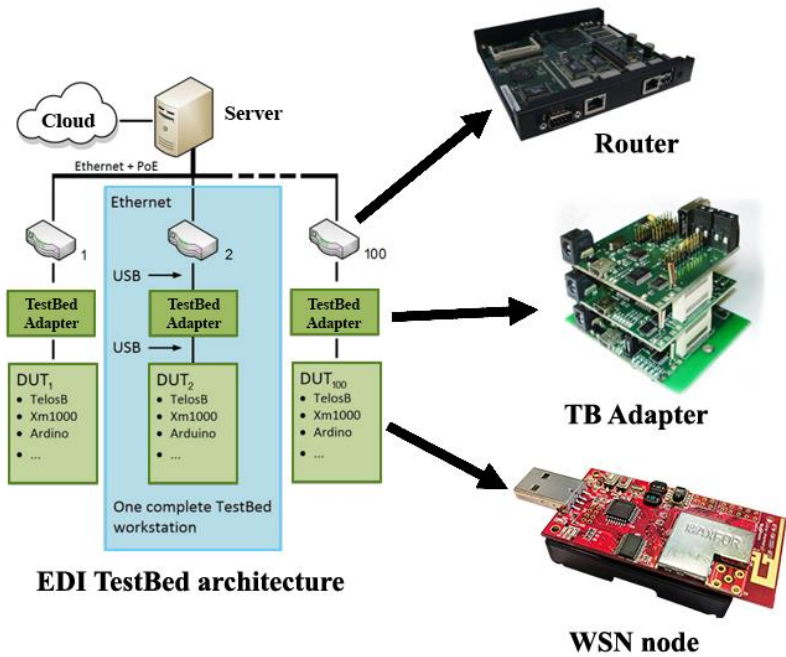 Cloud
Server
Router
Ethernet + PoE
Ethernet
1
2
100
USB
TestBed
Adapter
TestBed
Adapter
TestBed
Adapter
TB Adapter
USB
DUT1
• TelosB
• Xm1000
• Ardino
• ...
DUT2
• TelosB
• Xm1000
• Arduino
• ...
DUT100
• TelosB
• Xm1000
• Ardino
• ...
One complete TestBed
workstation
EDI TestBed architecture
MAXFOR
WSN node